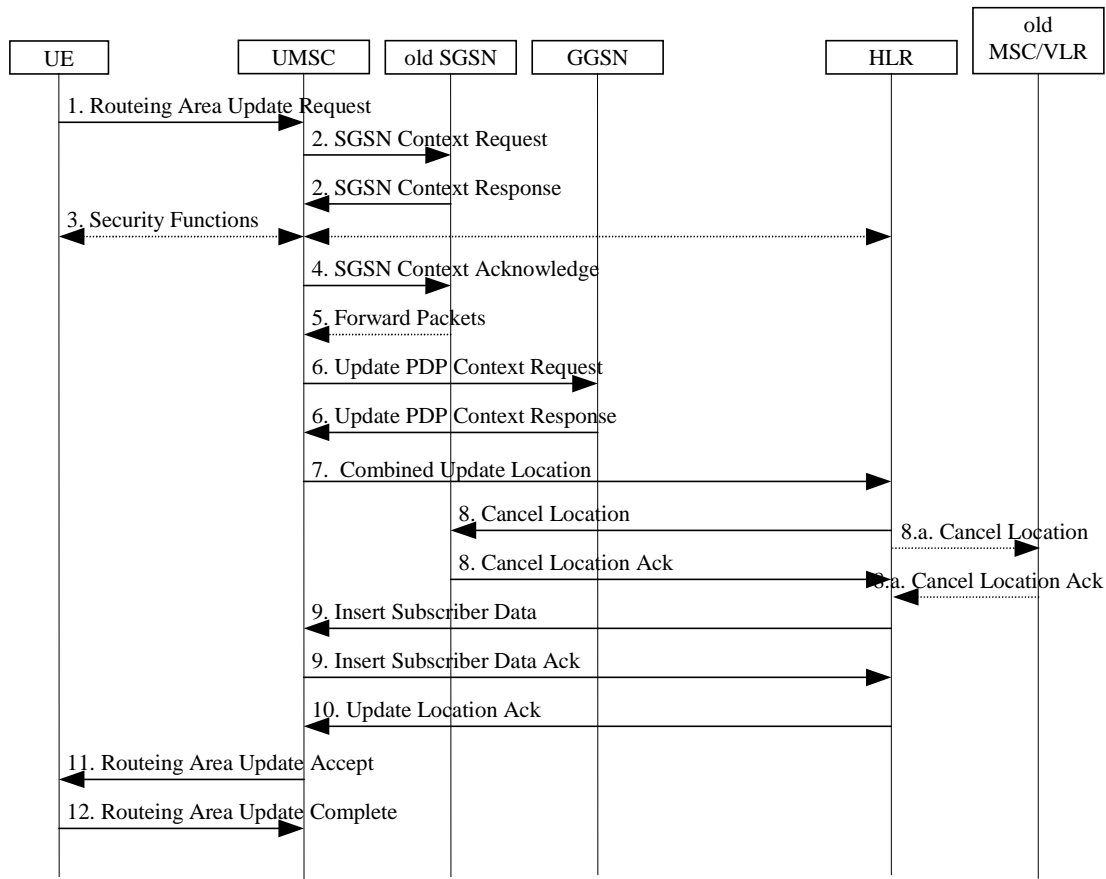 old
MSC/VLR
UE
UMSC
old SGSN
GGSN
HLR
1. Routeing Area Update Request
2. SGSN Context Request
2. SGSN Context Response
3. Security Functions
4. SGSN Context Acknowledge
5. Forward Packets
6. Update PDP Context Request
6. Update PDP Context Response
7. Combined Update Location
8. Cancel Location
8.a. Cancel Location
8. Cancel Location Ack
8.a. Cancel Location Ack
9. Insert Subscriber Data
9. Insert Subscriber Data Ack
10. Update Location Ack
11. Routeing Area Update Accept
12. Routeing Area Update Complete